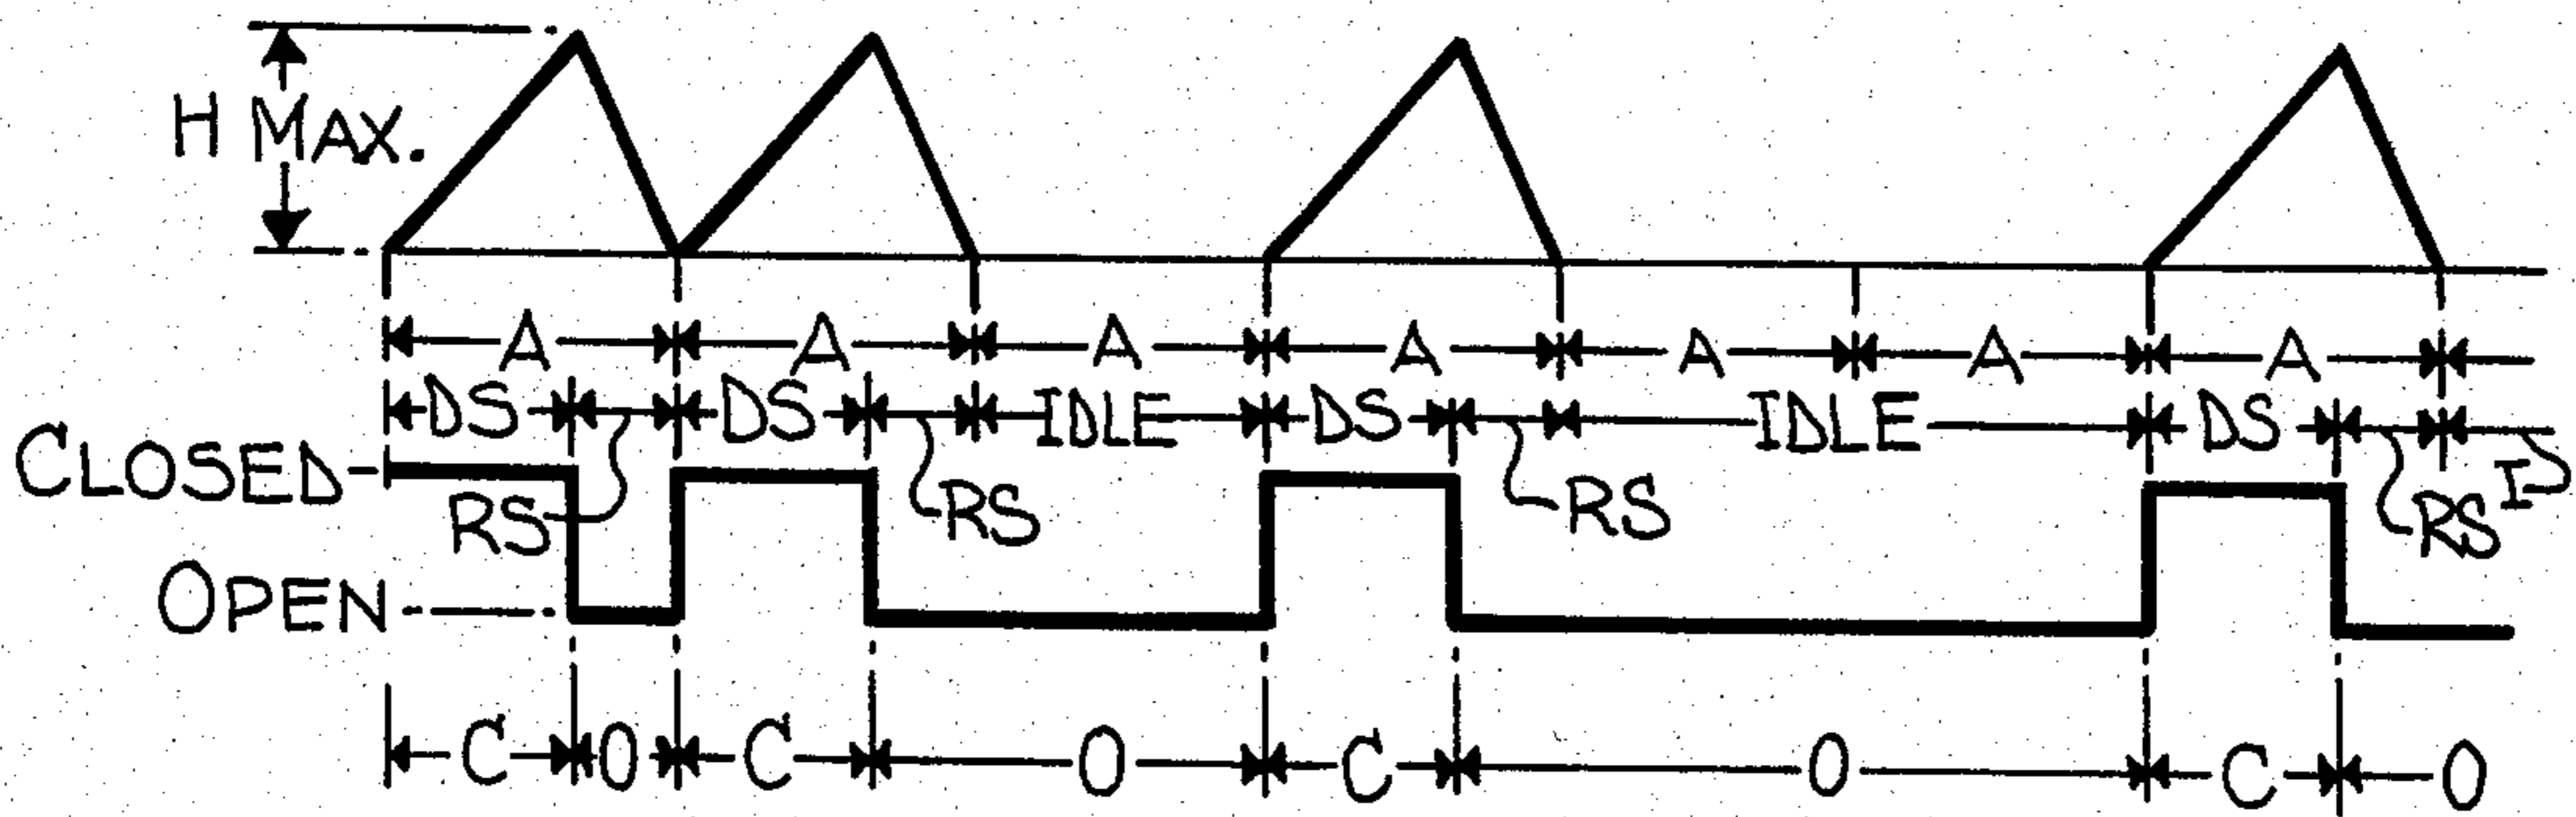 H MAX.
A A A A A A A
DS DS IDLE DS IDLE DS
CLOSED
RS RS RS RS I
OPEN
C O C O C O C O